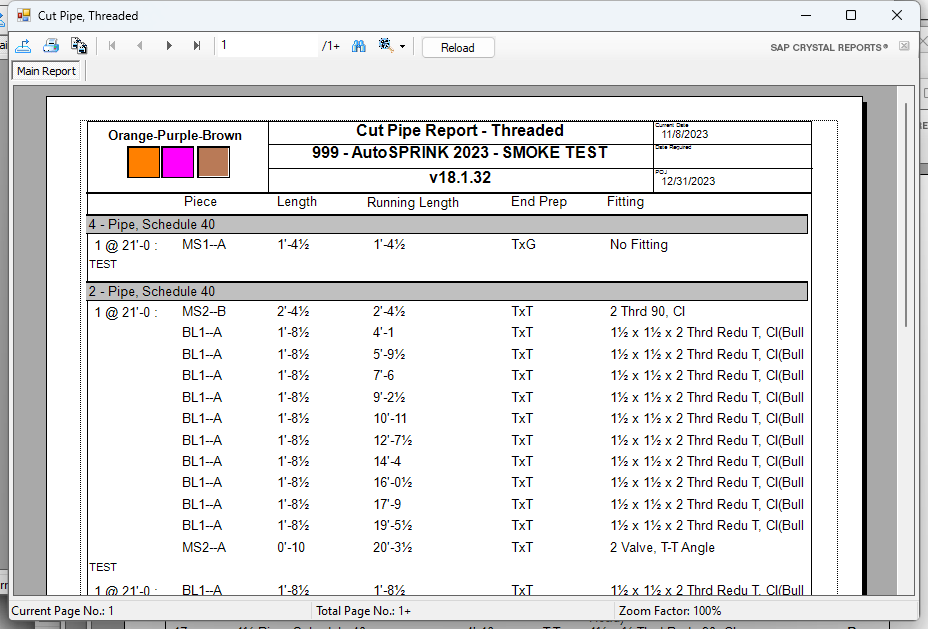 Cut Pipe, Threaded
1 /1+ Reload SAP CRYSTAL REPORTS®
Main Report
Orange-Purple-Brown
Cut Pipe Report - Threaded
Current Date
11/8/2023
999 - AutoSPRINK 2023 - SMOKE TEST
Date Required
v18.1.32
12/31/2023
Piece Length Running Length End Prep Fitting
4 - Pipe, Schedule 40
1 @ 21'-0 : MS1--A 1'-4½ 1'-4½ TxG No Fitting
TEST
2 - Pipe, Schedule 40
1 @ 21'-0 : MS2--B 2'-4½ 2'-4½ TxT 2 Thrd 90, CI
BL1--A 1'-8½ 4'-1 TxT 1½ x 1½ x 2 Thrd Redu T, CI(Bull
BL1--A 1'-8½ 5'-9½ TxT 1½ x 1½ x 2 Thrd Redu T, CI(Bull
BL1--A 1'-8½ 7'-6 TxT 1½ x 1½ x 2 Thrd Redu T, CI(Bull
BL1--A 1'-8½ 9'-2½ TxT 1½ x 1½ x 2 Thrd Redu T, CI(Bull
BL1--A 1'-8½ 10'-11 TxT 1½ x 1½ x 2 Thrd Redu T, CI(Bull
BL1--A 1'-8½ 12'-7½ TxT 1½ x 1½ x 2 Thrd Redu T, CI(Bull
BL1--A 1'-8½ 14'-4 TxT 1½ x 1½ x 2 Thrd Redu T, CI(Bull
BL1--A 1'-8½ 16'-0½ TxT 1½ x 1½ x 2 Thrd Redu T, CI(Bull
BL1--A 1'-8½ 17'-9 TxT 1½ x 1½ x 2 Thrd Redu T, CI(Bull
BL1--A 1'-8½ 19'-5½ TxT 1½ x 1½ x 2 Thrd Redu T, CI(Bull
MS2--A 0'-10 20'-3½ TxT 2 Valve, T-T Angle
TEST
1 @ 21'-0 : BL1--A 1'-8½ 1'-8½ TxT 1½ x 1½ x 2 Thrd Redu T, CI(Bull
Current Page No.: 1 Total Page No.: 1+ Zoom Factor: 100%